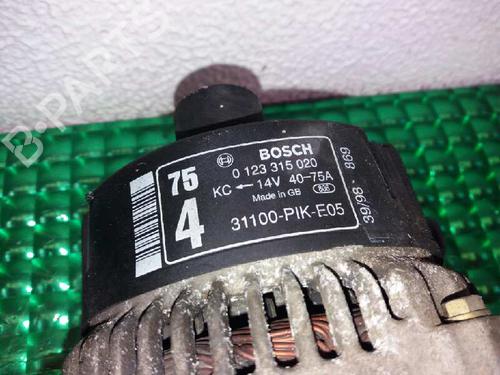 B-PARTS
75
4
BOSCH
0 123 315 020
KC ← 14V 40-75A
Made in GB
31100-PIK-E05
39/98 869